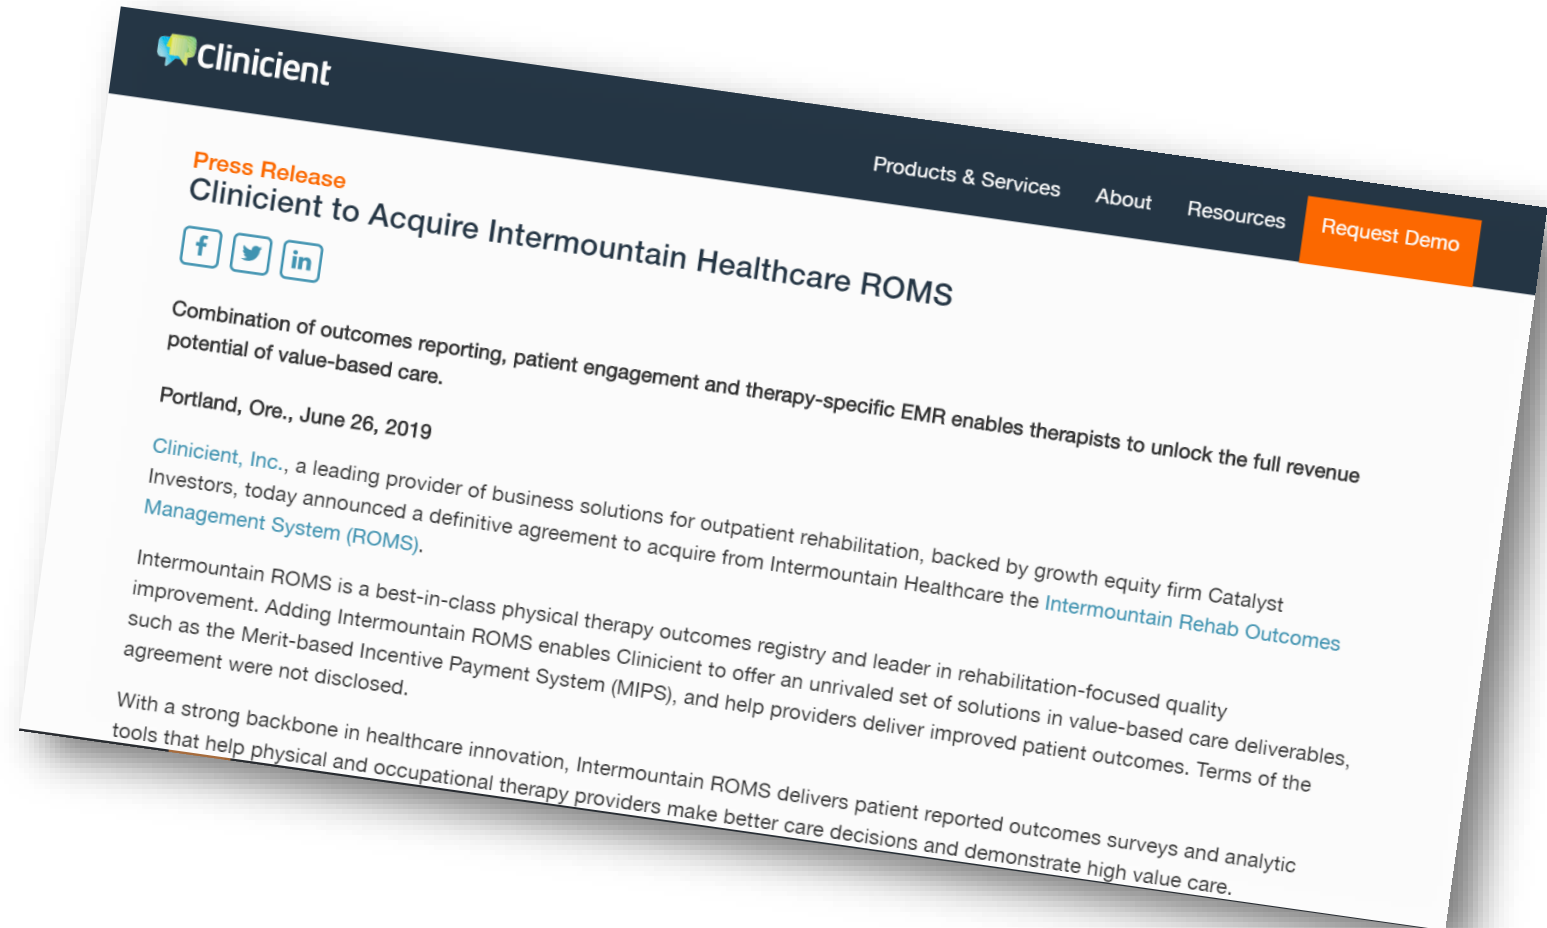 Clinicient
Products & Services About Resources Request Demo
Press Release
Clinicient to Acquire Intermountain Healthcare ROMS
Combination of outcomes reporting, patient engagement and therapy-specific EMR enables therapists to unlock the full revenue
potential of value-based care.
Portland, Ore., June 26, 2019
Clinicient, Inc., a leading provider of business solutions for outpatient rehabilitation, backed by growth equity firm Catalyst
Investors, today announced a definitive agreement to acquire from Intermountain Healthcare the Intermountain Rehab Outcomes
Management System (ROMS).
Intermountain ROMS is a best-in-class physical therapy outcomes registry and leader in rehabilitation-focused quality
improvement. Adding Intermountain ROMS enables Clinicient to offer an unrivaled set of solutions in value-based care deliverables,
such as the Merit-based Incentive Payment System (MIPS), and help providers deliver improved patient outcomes. Terms of the
agreement were not disclosed.
With a strong backbone in healthcare innovation, Intermountain ROMS delivers patient reported outcomes surveys and analytic
tools that help physical and occupational therapy providers make better care decisions and demonstrate high value care.